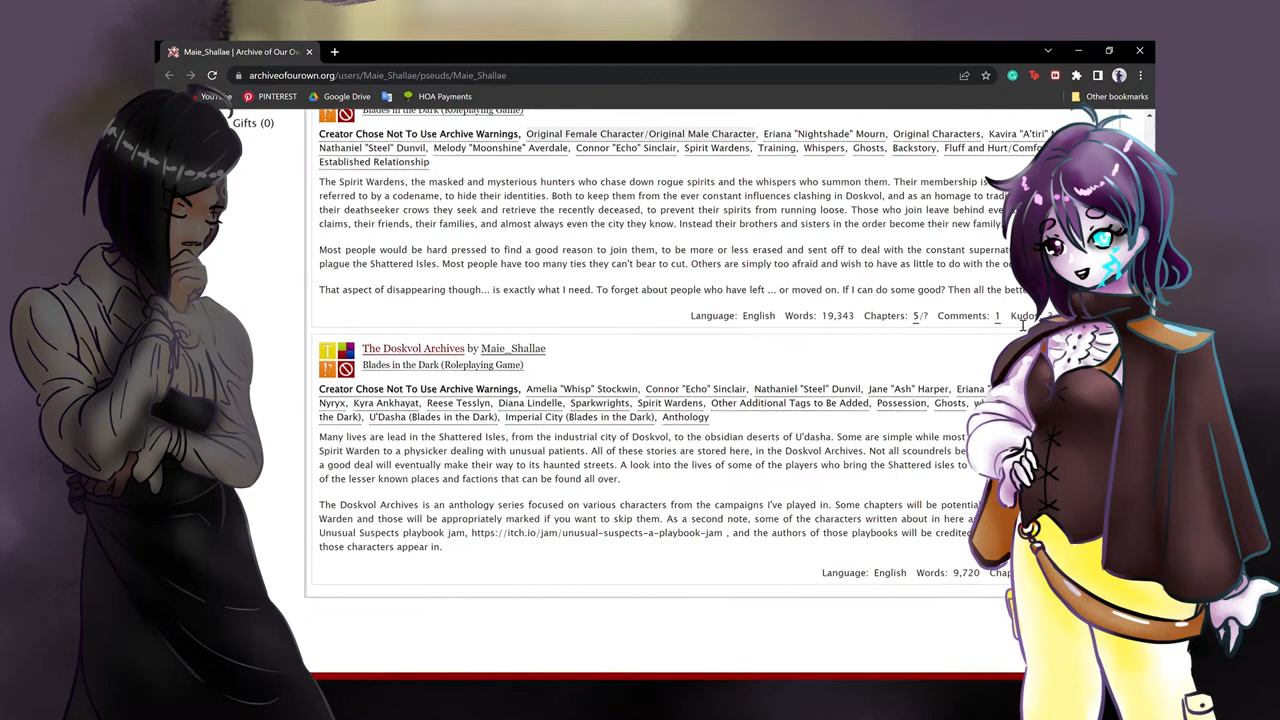 Maie_Shallae | Archive of Our Ow
archiveofourown.org/users/Maie_Shallae/pseuds/Maie_Shallae
YouTube PINTEREST Google Drive HOA Payments Other bookmarks
Gifts (0)
Blades in the Dark (Roleplaying Game)
Creator Chose Not To Use Archive Warnings, Original Female Character/Original Male Character, Eriana "Nightshade" Mourn, Original Characters, Kavira "A'tiri"
Nathaniel "Steel" Dunvil, Melody "Moonshine" Averdale, Connor "Echo" Sinclair, Spirit Wardens, Training, Whispers, Ghosts, Backstory, Fluff and Hurt/Comfo
Established Relationship
The Spirit Wardens, the masked and mysterious hunters who chase down rogue spirits and the whispers who summon them. Their membership is
referred to by a codename, to hide their identities. Both to keep them from the ever constant influences clashing in Doskvol, and as an homage to trad
their deathseeker crows they seek and retrieve the recently deceased, to prevent their spirits from running loose. Those who join leave behind eve
claims, their friends, their families, and almost always even the city they know. Instead their brothers and sisters in the order become their new family.
Most people would be hard pressed to find a good reason to join them, to be more or less erased and sent off to deal with the constant supernat
plague the Shattered Isles. Most people have too many ties they can't bear to cut. Others are simply too afraid and wish to have as little to do with the
That aspect of disappearing though... is exactly what I need. To forget about people who have left ... or moved on. If I can do some good? Then all the bette
Language: English Words: 19,343 Chapters: 5/? Comments: 1 Kudos:
The Doskvol Archives by Maie_Shallae
Blades in the Dark (Roleplaying Game)
Creator Chose Not To Use Archive Warnings, Amelia "Whisp" Stockwin, Connor "Echo" Sinclair, Nathaniel "Steel" Dunvil, Jane "Ash" Harper, Eriana
Nyryx, Kyra Ankhayat, Reese Tesslyn, Diana Lindelle, Sparkwrights, Spirit Wardens, Other Additional Tags to Be Added, Possession, Ghosts,
the Dark), U'Dasha (Blades in the Dark), Imperial City (Blades in the Dark), Anthology
Many lives are lead in the Shattered Isles, from the industrial city of Doskvol, to the obsidian deserts of U'dasha. Some are simple while most
Spirit Warden to a physicker dealing with unusual patients. All of these stories are stored here, in the Doskvol Archives. Not all scoundrels be
a good deal will eventually make their way to its haunted streets. A look into the lives of some of the players who bring the Shattered isles to
of the lesser known places and factions that can be found all over.
The Doskvol Archives is an anthology series focused on various characters from the campaigns I've played in. Some chapters will be potential
Warden and those will be appropriately marked if you want to skip them. As a second note, some of the characters written about in here a
Unusual Suspects playbook jam, https://itch.io/jam/unusual-suspects-a-playbook-jam , and the authors of those playbooks will be credited
those characters appear in.
Language: English Words: 9,720 Chap